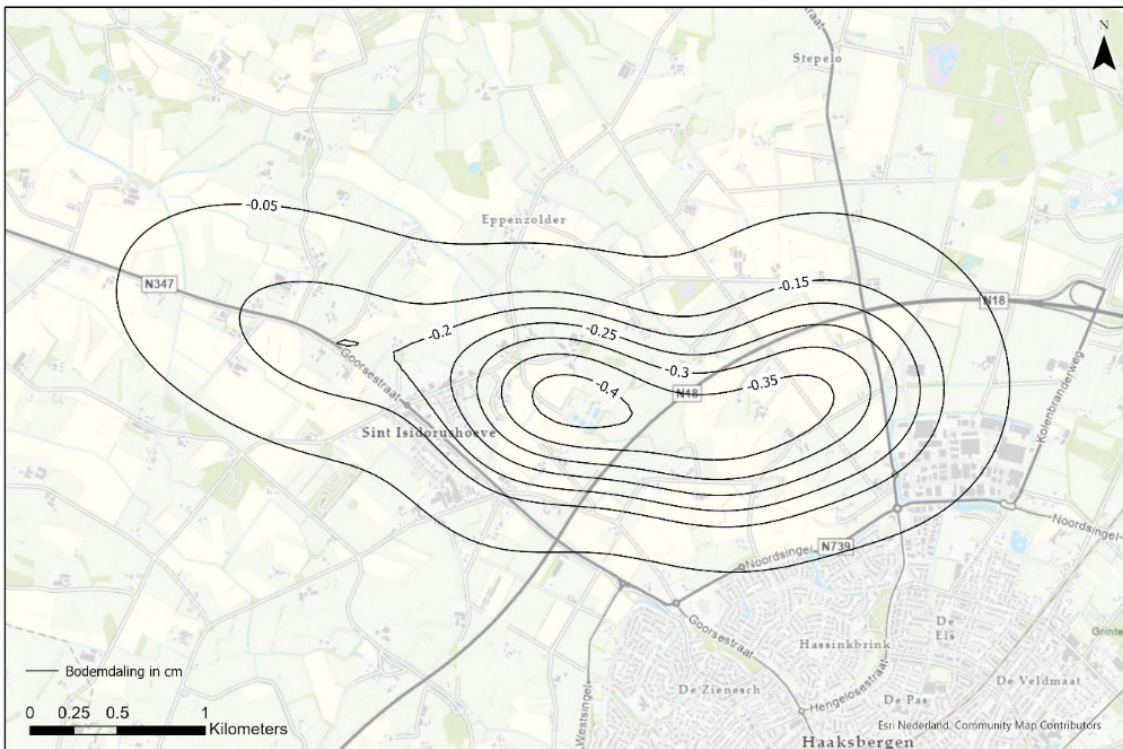 N
Stepelo
-0.05
Eppenzolder
N347
-0.15
N18
-0.2
-0.25
Goorsestraat
-0.3
-0.35
-0.4
N18
Kolenbranderweg
Sint Isidorushoeve
Noordsingel
N739
Noordsingel
Goorsestraat
De
Els
Hassinkbrink
Westsingel
De Zienesch
Hengelosestraat
De Pas
De Veldmaat
Haaksbergen
Bodemdaling in cm
0 0.25 0.5 1
Kilometers
Esri Nederland, Community Map Contributors